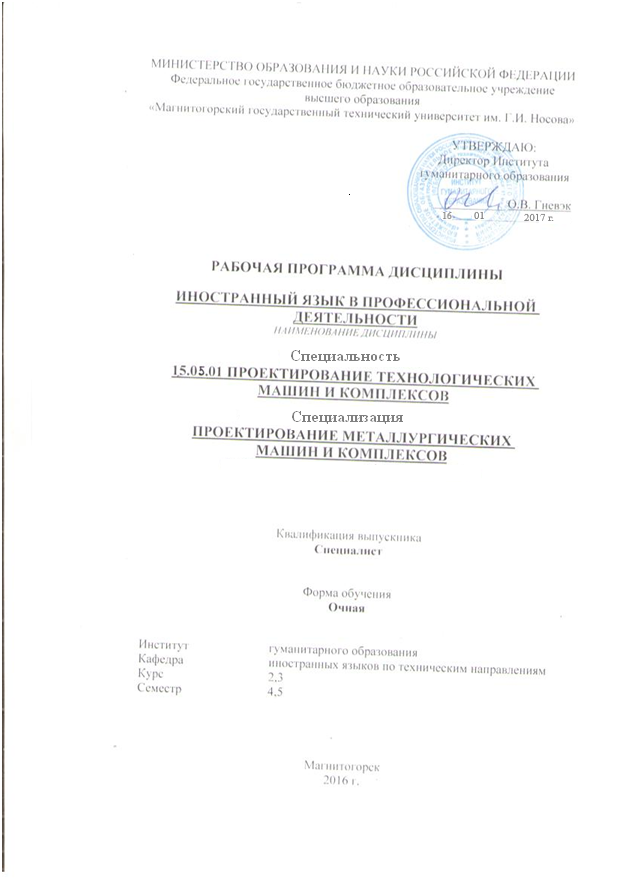 МИНИСТЕРСТВО ОБРАЗОВАНИЯ И НАУКИ РОССИЙСКОЙ ФЕДЕРАЦИИ
Федеральное государственное бюджетное образовательное учреждение
высшего образования
«Магнитогорский государственный технический университет им. Г.И. Носова»
УТВЕРЖДАЮ:
Директор Института
гуманитарного образования
О.В. Гневэк
16 01 2017 г.
РАБОЧАЯ ПРОГРАММА ДИСЦИПЛИНЫ
ИНОСТРАННЫЙ ЯЗЫК В ПРОФЕССИОНАЛЬНОЙ
ДЕЯТЕЛЬНОСТИ
НАИМЕНОВАНИЕ ДИСЦИПЛИНЫ
Специальность
15.05.01 ПРОЕКТИРОВАНИЕ ТЕХНОЛОГИЧЕСКИХ
МАШИН И КОМПЛЕКСОВ
Специализация
ПРОЕКТИРОВАНИЕ МЕТАЛЛУРГИЧЕСКИХ
МАШИН И КОМПЛЕКСОВ
Квалификация выпускника
Специалист
Форма обучения
Очная
Институт гуманитарного образования
Кафедра иностранных языков по техническим направлениям
Курс 2,3
Семестр 4,5
Магнитогорск
2016 г.